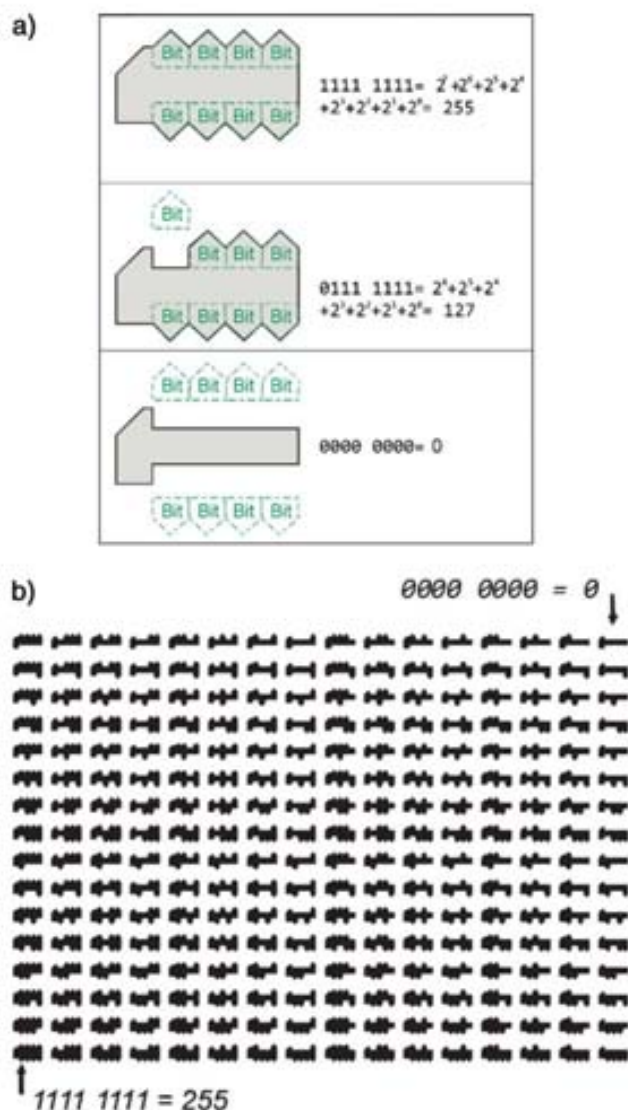 a)
Bit Bit Bit Bit
1111 1111= 2⁷+2⁶+2⁵+2⁴
+2³+2²+2¹+2⁰= 255
Bit Bit Bit Bit
Bit
Bit Bit Bit
0111 1111= 2⁶+2⁵+2⁴
+2³+2²+2¹+2⁰= 127
Bit Bit Bit Bit
Bit Bit Bit Bit
0000 0000= 0
Bit Bit Bit Bit
b)
0000 0000 = 0
1111 1111 = 255